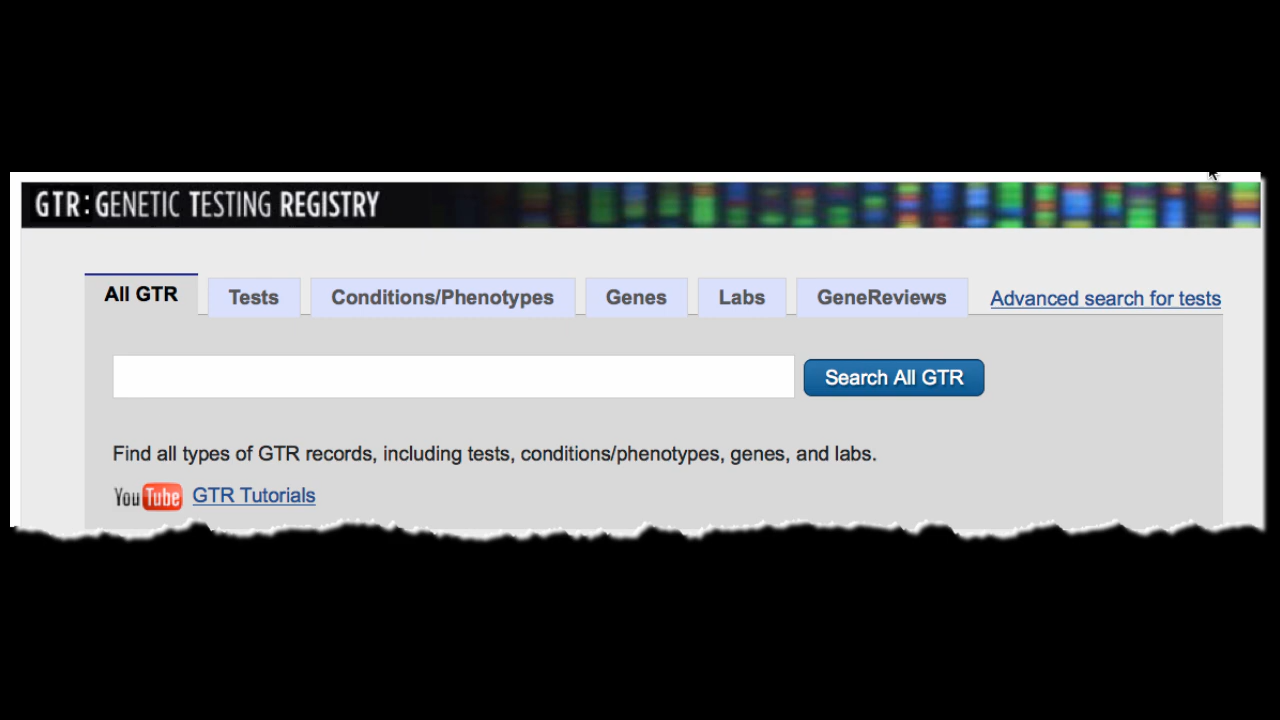 GTR: GENETIC TESTING REGISTRY
All GTR Tests Conditions/Phenotypes Genes Labs GeneReviews Advanced search for tests
Search All GTR
Find all types of GTR records, including tests, conditions/phenotypes, genes, and labs.
YouTube GTR Tutorials